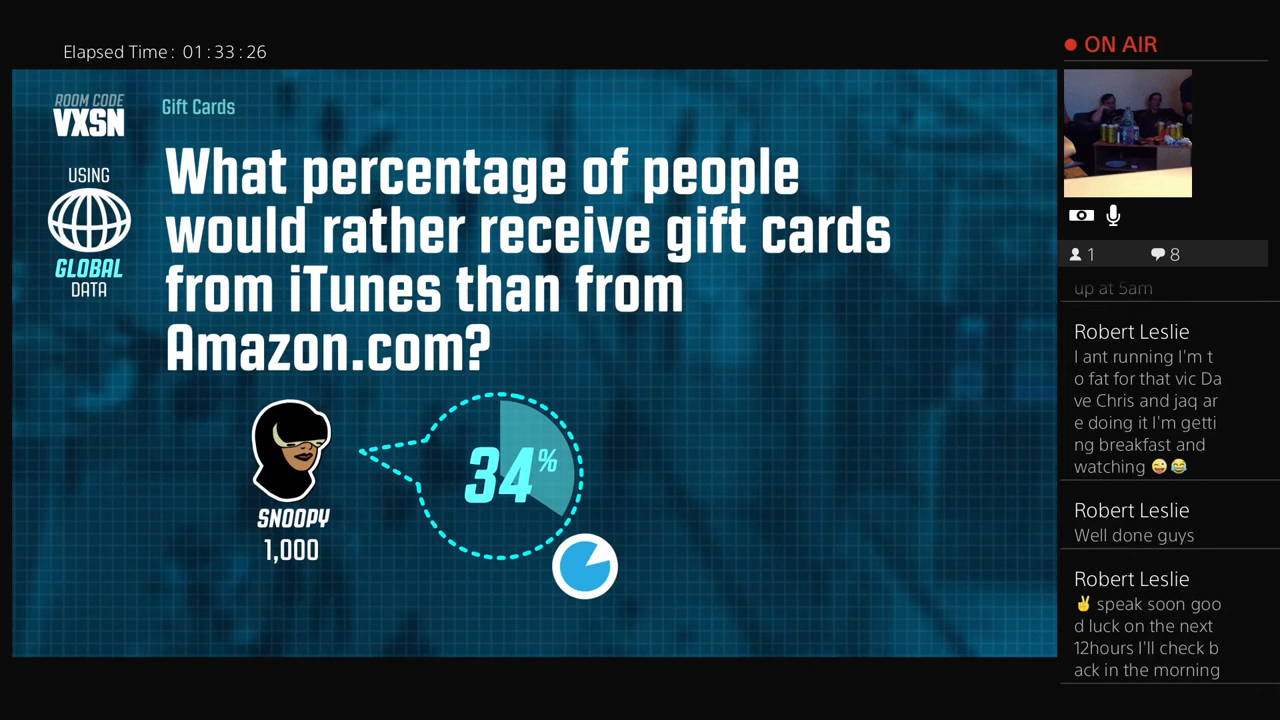 Elapsed Time: 01:33:26
ON AIR
ROOM CODE
VXSN
Gift Cards
USING
GLOBAL
DATA
What percentage of people
would rather receive gift cards
from iTunes than from
Amazon.com?
34%
SNOOPY
1,000
1
8
up at 5am
Robert Leslie
I ant running I'm t
o fat for that vic Da
ve Chris and jaq ar
e doing it I'm getti
ng breakfast and
watching 😜😂
Robert Leslie
Well done guys
Robert Leslie
✌ speak soon goo
d luck on the next
12hours I'll check b
ack in the morning